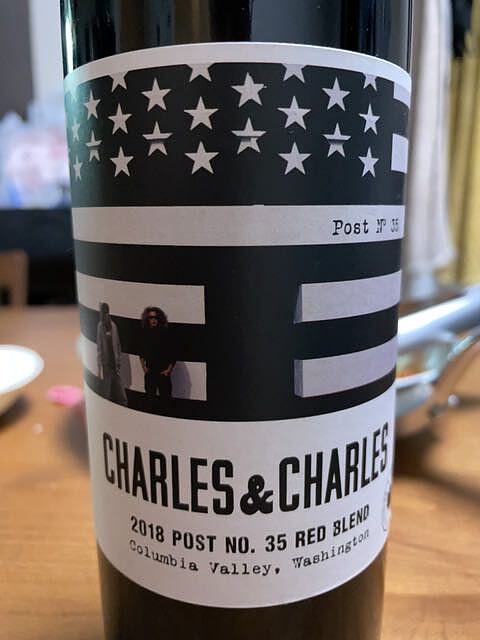 Post Nº 35
CHARLES & CHARLES
2018 POST NO. 35 RED BLEND
Columbia Valley, Washington